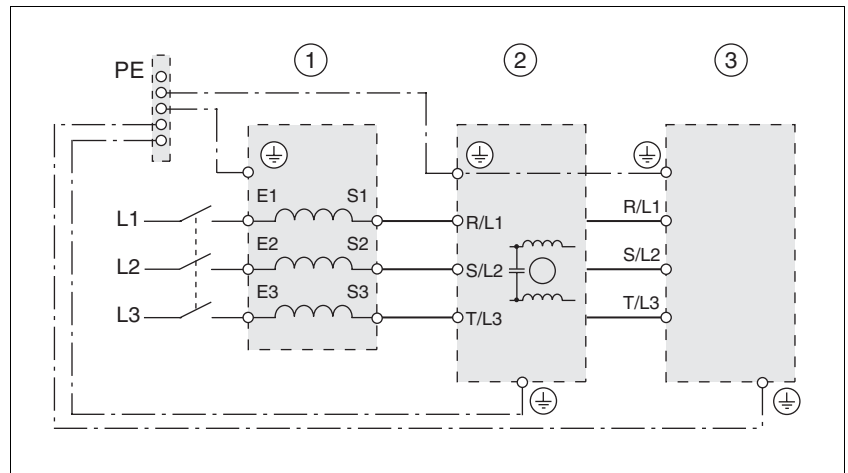 PE
1
2
3
E1 S1
E2 S2
E3 S3
L1
L2
L3
R/L1
S/L2
T/L3
R/L1
S/L2
T/L3